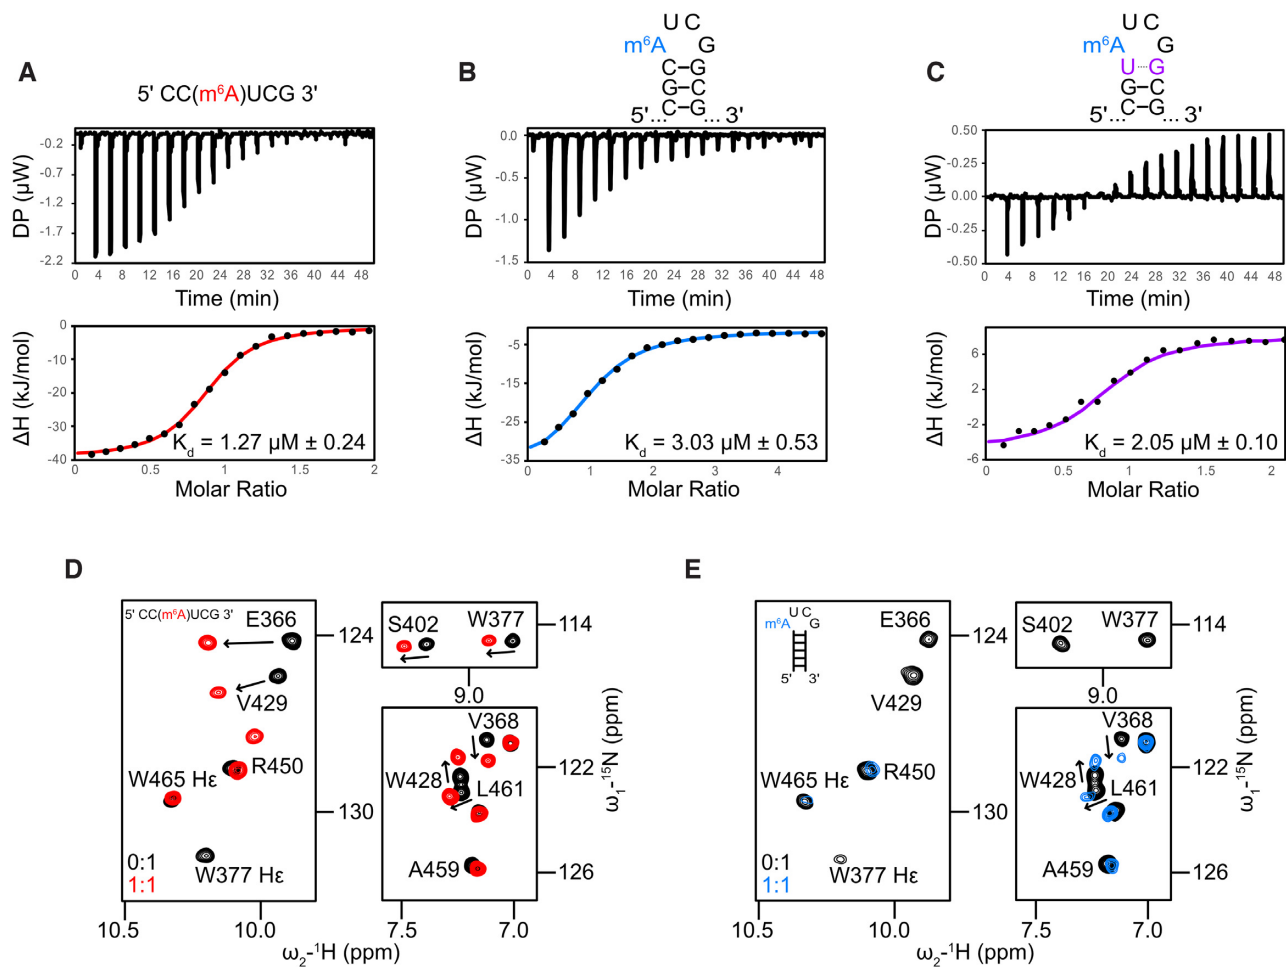 A
5' CC(m⁶A)UCG 3'
DP (µW)
-0.2
-0.7
-1.2
-1.7
-2.2
0 4 6 8 12 16 20 24 28 32 36 40 44 48
Time (min)
ΔH (kJ/mol)
0
-10
-20
-30
-40
K_d = 1.27 µM ± 0.24
0 0.5 1 1.5 2
Molar Ratio
B
U C
m⁶A G
C G
G C
5'... C G ... 3'
DP (µW)
0.0
-0.5
-1.0
-1.5
0 4 6 8 12 16 20 24 28 32 36 40 44 48
Time (min)
ΔH (kJ/mol)
-5
-15
-25
-35
K_d = 3.03 µM ± 0.53
0 1 2 3 4
Molar Ratio
C
U C
m⁶A G
U G
G C
5'... C G ... 3'
DP (µW)
0.50
-0.25
0.00
-0.25
-0.50
0 4 8 12 16 20 24 28 32 36 40 44 48
Time (min)
ΔH (kJ/mol)
6
2
-2
-6
K_d = 2.05 µM ± 0.10
0 0.5 1 1.5 2
Molar Ratio
D
5' CC(m⁶A)UCG 3'
E366
V429
R450
W465 Hε
W377 Hε
0:1
1:1
124
130
10.5 10.0
S402
W377
114
9.0
V368
W428
L461
A459
122
126
7.5 7.0
ω₂-¹H (ppm)
ω₁-¹⁵N (ppm)
E
U C
m⁶A G
5' 3'
E366
V429
R450
W465 Hε
W377 Hε
0:1
1:1
124
130
10.5 10.0
S402
W377
114
9.0
V368
W428
L461
A459
122
126
7.5 7.0
ω₂-¹H (ppm)
ω₁-¹⁵N (ppm)